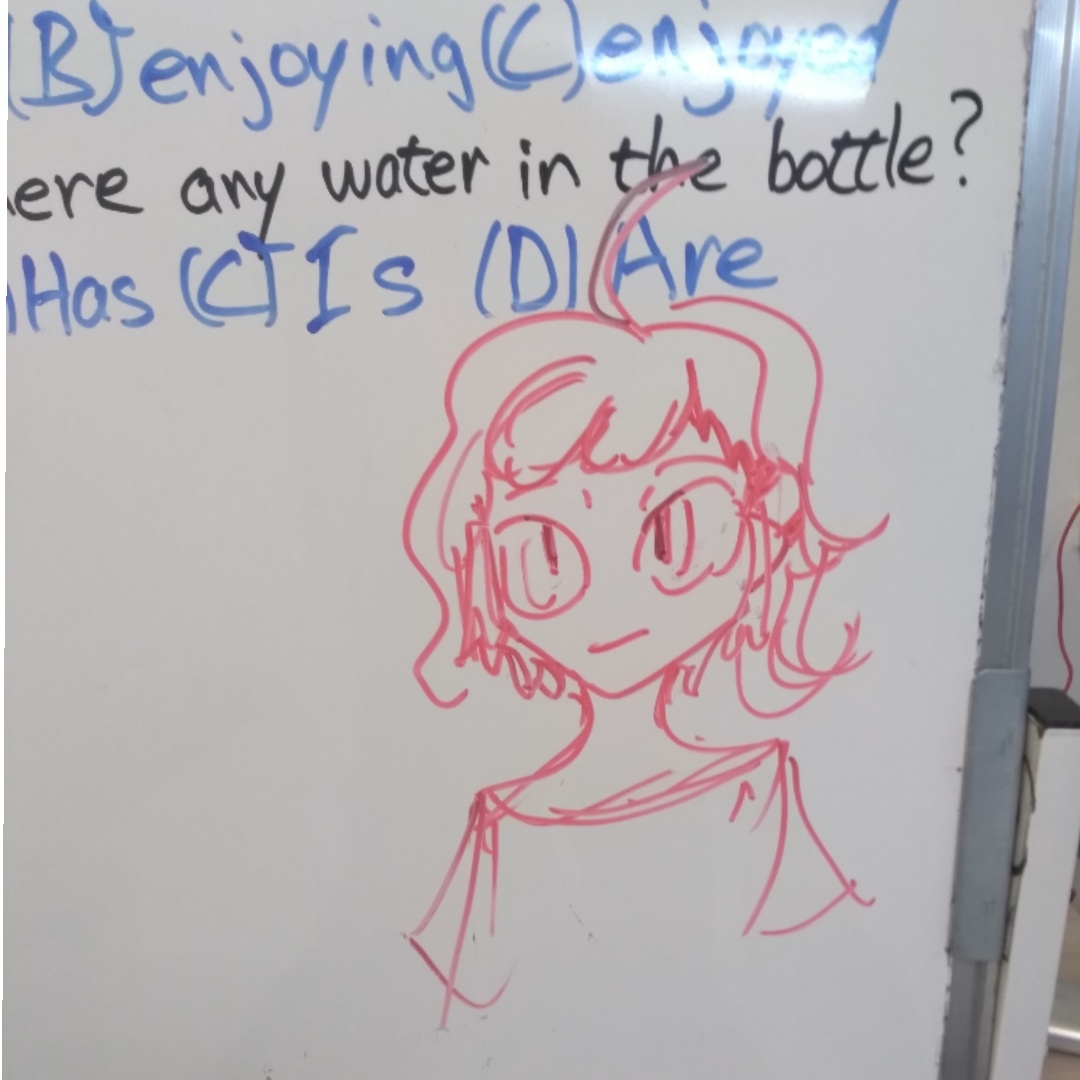 (B) enjoying (C) enjoyed
ere any water in the bottle?
Has (C) Is (D) Are